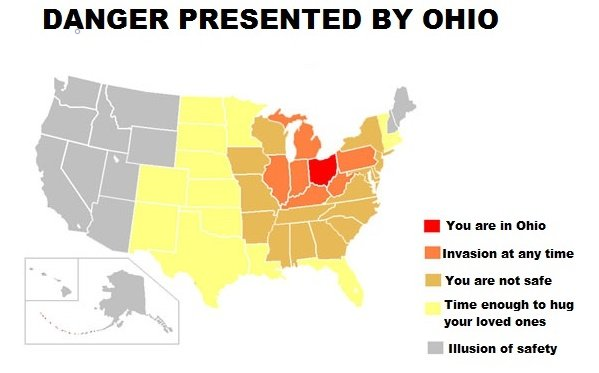 DANGER PRESENTED BY OHIO
You are in Ohio
Invasion at any time
You are not safe
Time enough to hug
your loved ones
Illusion of safety